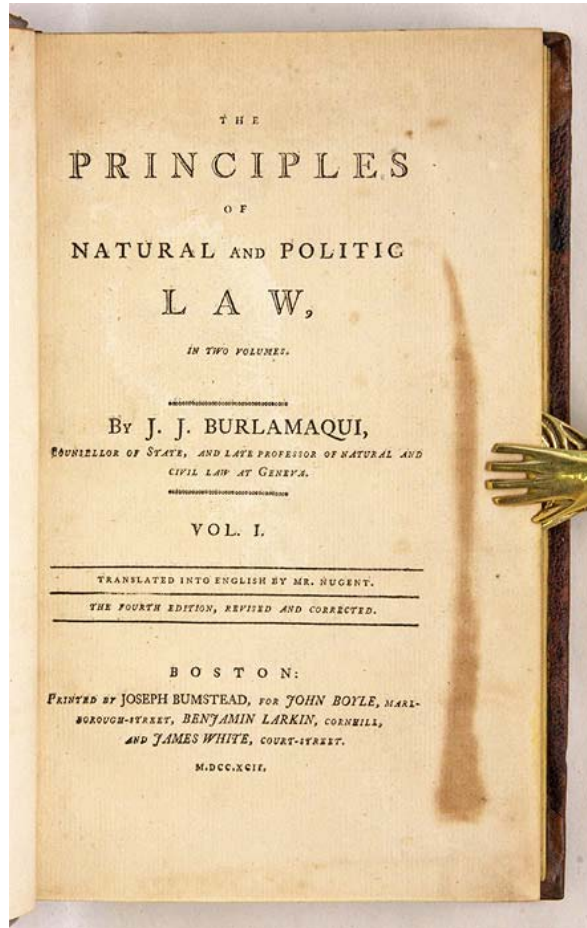 THE
PRINCIPLES
OF
NATURAL AND POLITIC
LAW,
IN TWO VOLUMES.
BY J. J. BURLAMAQUI,
COUNSELLOR OF STATE, AND LATE PROFESSOR OF NATURAL AND
CIVIL LAW AT GENEVA.
VOL. I.
TRANSLATED INTO ENGLISH BY MR. NUGENT.
THE FOURTH EDITION, REVISED AND CORRECTED.
BOSTON:
PRINTED BY JOSEPH BUMSTEAD, FOR JOHN BOYLE, MARL-
BOROUGH-STREET, BENJAMIN LARKIN, CORNHILL,
AND JAMES WHITE, COURT-STREET.
M.DCC.XCII.